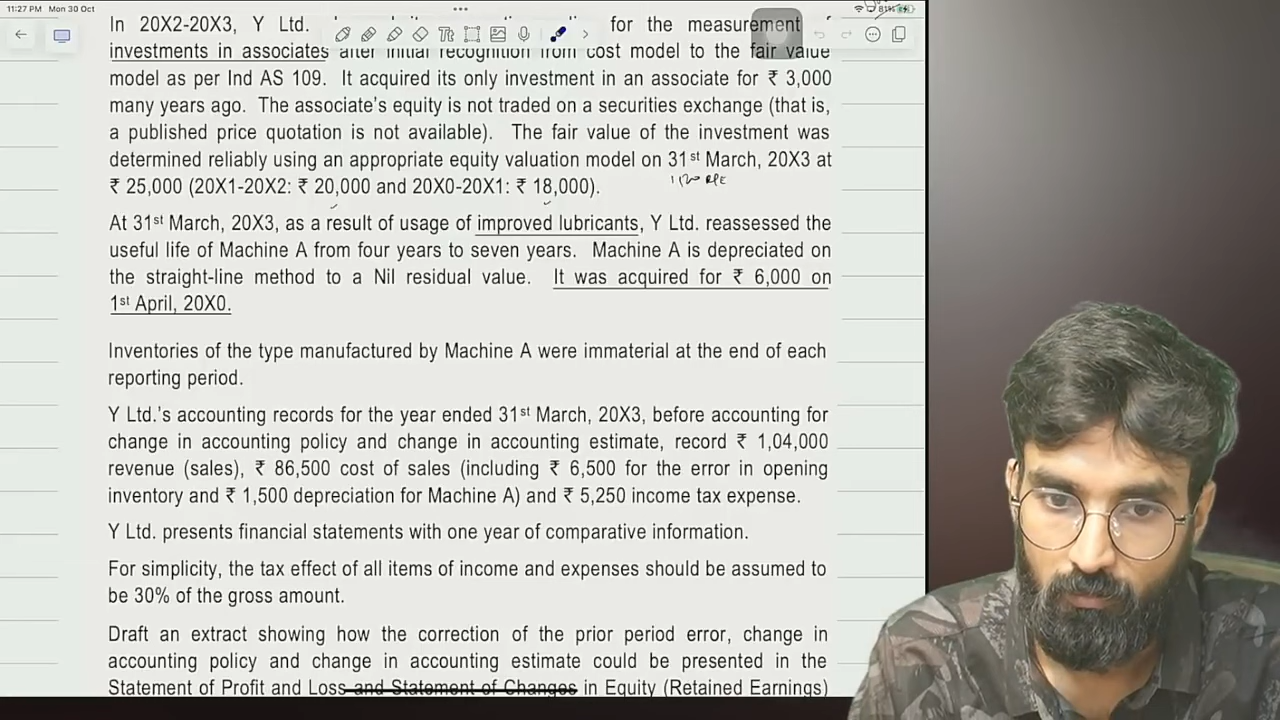 11:27 PM Mon 30 Oct
81%
In 20X2-20X3, Y Ltd. for the measurement
investments in associates after initial recognition from cost model to the fair value
model as per Ind AS 109. It acquired its only investment in an associate for ₹ 3,000
many years ago. The associate's equity is not traded on a securities exchange (that is,
a published price quotation is not available). The fair value of the investment was
determined reliably using an appropriate equity valuation model on 31st March, 20X3 at
₹ 25,000 (20X1-20X2: ₹ 20,000 and 20X0-20X1: ₹ 18,000).
At 31st March, 20X3, as a result of usage of improved lubricants, Y Ltd. reassessed the
useful life of Machine A from four years to seven years. Machine A is depreciated on
the straight-line method to a Nil residual value. It was acquired for ₹ 6,000 on
1st April, 20X0.
Inventories of the type manufactured by Machine A were immaterial at the end of each
reporting period.
Y Ltd.'s accounting records for the year ended 31st March, 20X3, before accounting for
change in accounting policy and change in accounting estimate, record ₹ 1,04,000
revenue (sales), ₹ 86,500 cost of sales (including ₹ 6,500 for the error in opening
inventory and ₹ 1,500 depreciation for Machine A) and ₹ 5,250 income tax expense.
Y Ltd. presents financial statements with one year of comparative information.
For simplicity, the tax effect of all items of income and expenses should be assumed to
be 30% of the gross amount.
Draft an extract showing how the correction of the prior period error, change in
accounting policy and change in accounting estimate could be presented in the
Statement of Profit and Loss and Statement of Changes in Equity (Retained Earnings)